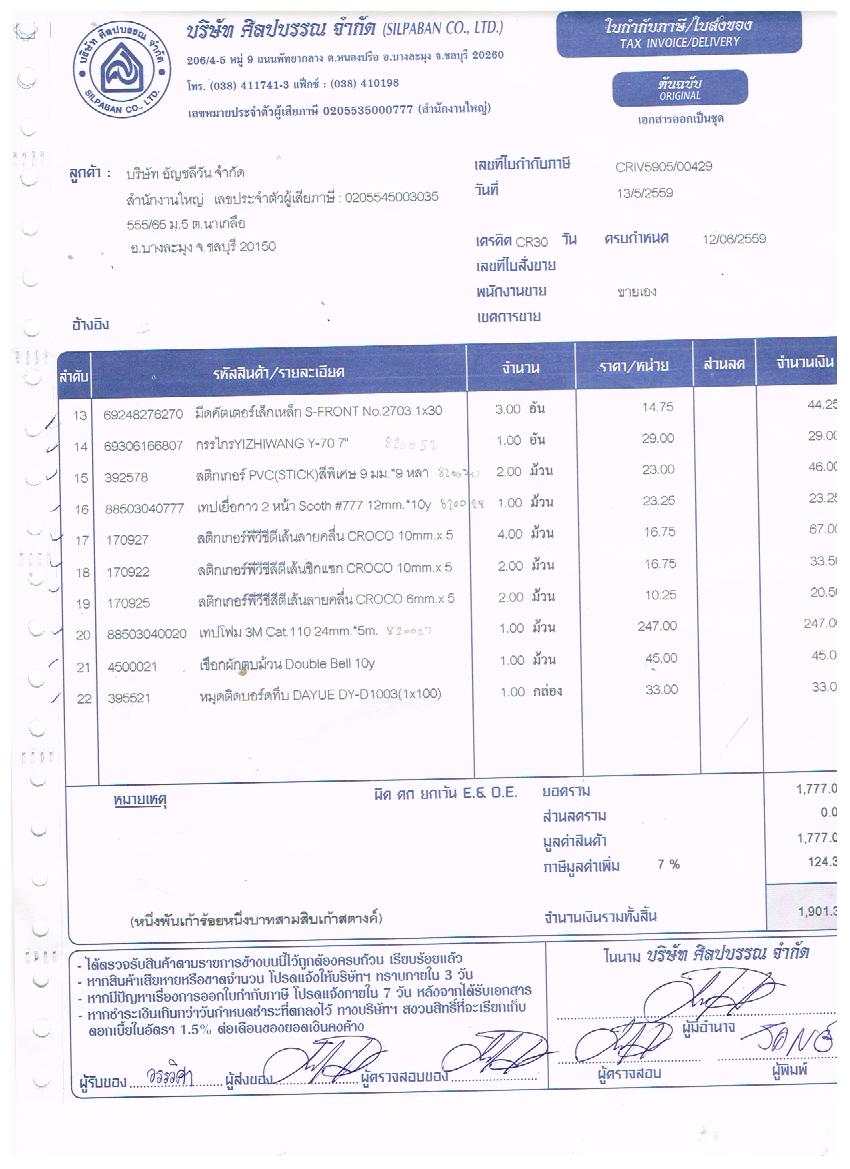 บริษัท ศิลปบรรณ จำกัด (SILPABAN CO., LTD.)
206/4-5 หมู่ 9 ถนนพัทยากลาง ต.หนองปรือ อ.บางละมุง จ.ชลบุรี 20260
โทร. (038) 411741-3 แฟ็กซ์ : (038) 410198
เลขหมายประจำตัวผู้เสียภาษี 0205535000777 (สำนักงานใหญ่)
บริษัท ศิลปบรรณ จำกัด
SILPABAN CO., LTD.
ใบกำกับภาษี/ใบส่งของ
TAX INVOICE/DELIVERY
ต้นฉบับ
ORIGINAL
เอกสารออกเป็นชุด
ลูกค้า : บริษัท อัญชลีวัน จำกัด
สำนักงานใหญ่ เลขประจำตัวผู้เสียภาษี : 0205545003035
555/65 ม.5 ต.นาเกลือ
อ.บางละมุง จ.ชลบุรี 20150
เลขที่ใบกำกับภาษี CRIV5905/00429
วันที่ 13/5/2559
เครดิต CR30 วัน ครบกำหนด 12/06/2559
เลขที่ใบสั่งขาย
พนักงานขาย ขายเอง
เขตการขาย
อ้างอิง
ลำดับ รหัสสินค้า/รายละเอียด จำนวน ราคา/หน่วย ส่วนลด จำนวนเงิน
13 69248276270 มีดคัตเตอร์เล็กเหล็ก S-FRONT No.2703 1x30 3.00 อัน 14.75 44.25
14 69306166807 กรรไกรYIZHIWANG Y-70 7" 820052 1.00 อัน 29.00 29.00
15 392578 สติกเกอร์ PVC(STICK)สีพิเศษ 9 มม.*9 หลา 2.00 ม้วน 23.00 46.00
16 88503040777 เทปเยื่อกาว 2 หน้า Scoth #777 12mm.*10y 1.00 ม้วน 23.25 23.25
17 170927 สติกเกอร์พีวีซีตีเส้นลายคลื่น CROCO 10mm.x 5 4.00 ม้วน 16.75 67.0
18 170922 สติกเกอร์พีวีซีสีตีเส้นซิกแซก CROCO 10mm.x 5 2.00 ม้วน 16.75 33.5
19 170925 สติกเกอร์พีวีซีสีตีเส้นลายคลื่น CROCO 6mm.x 5 2.00 ม้วน 10.25 20.5
20 88503040020 เทปโฟม 3M Cat.110 24mm.*5m. 820027 1.00 ม้วน 247.00 247.0
21 4500021 เชือกผักตบม้วน Double Bell 10y 1.00 ม้วน 45.00 45.0
22 395521 หมุดติดบอร์ดทึบ DAYUE DY-D1003(1x100) 1.00 กล่อง 33.00 33.0
หมายเหตุ ผิด ตก ยกเว้น E.& O.E. ยอดรวม 1,777.0
ส่วนลดรวม 0.0
มูลค่าสินค้า 1,777.0
ภาษีมูลค่าเพิ่ม 7 % 124.3
(หนึ่งพันเก้าร้อยหนึ่งบาทสามสิบเก้าสตางค์) จำนวนเงินรวมทั้งสิ้น 1,901.3
- ได้ตรวจรับสินค้าตามรายการข้างบนนี้ไว้ถูกต้องครบถ้วน เรียบร้อยแล้ว
- หากสินค้าเสียหายหรือขาดจำนวน โปรดแจ้งให้บริษัทฯ ทราบภายใน 3 วัน
- หากมีปัญหาเรื่องการออกใบกำกับภาษี โปรดแจ้งภายใน 7 วัน หลังจากได้รับเอกสาร
- หากชำระเงินเกินกว่าวันกำหนดชำระที่ตกลงไว้ ทางบริษัทฯ สงวนสิทธิ์ที่จะเรียกเก็บ
ดอกเบี้ยในอัตรา 1.5% ต่อเดือนของยอดเงินคงค้าง
ผู้รับของ ผู้ส่งของ ผู้ตรวจสอบของ
ในนาม บริษัท ศิลปบรรณ จำกัด
ผู้มีอำนาจ
ผู้ตรวจสอบ ผู้พิมพ์